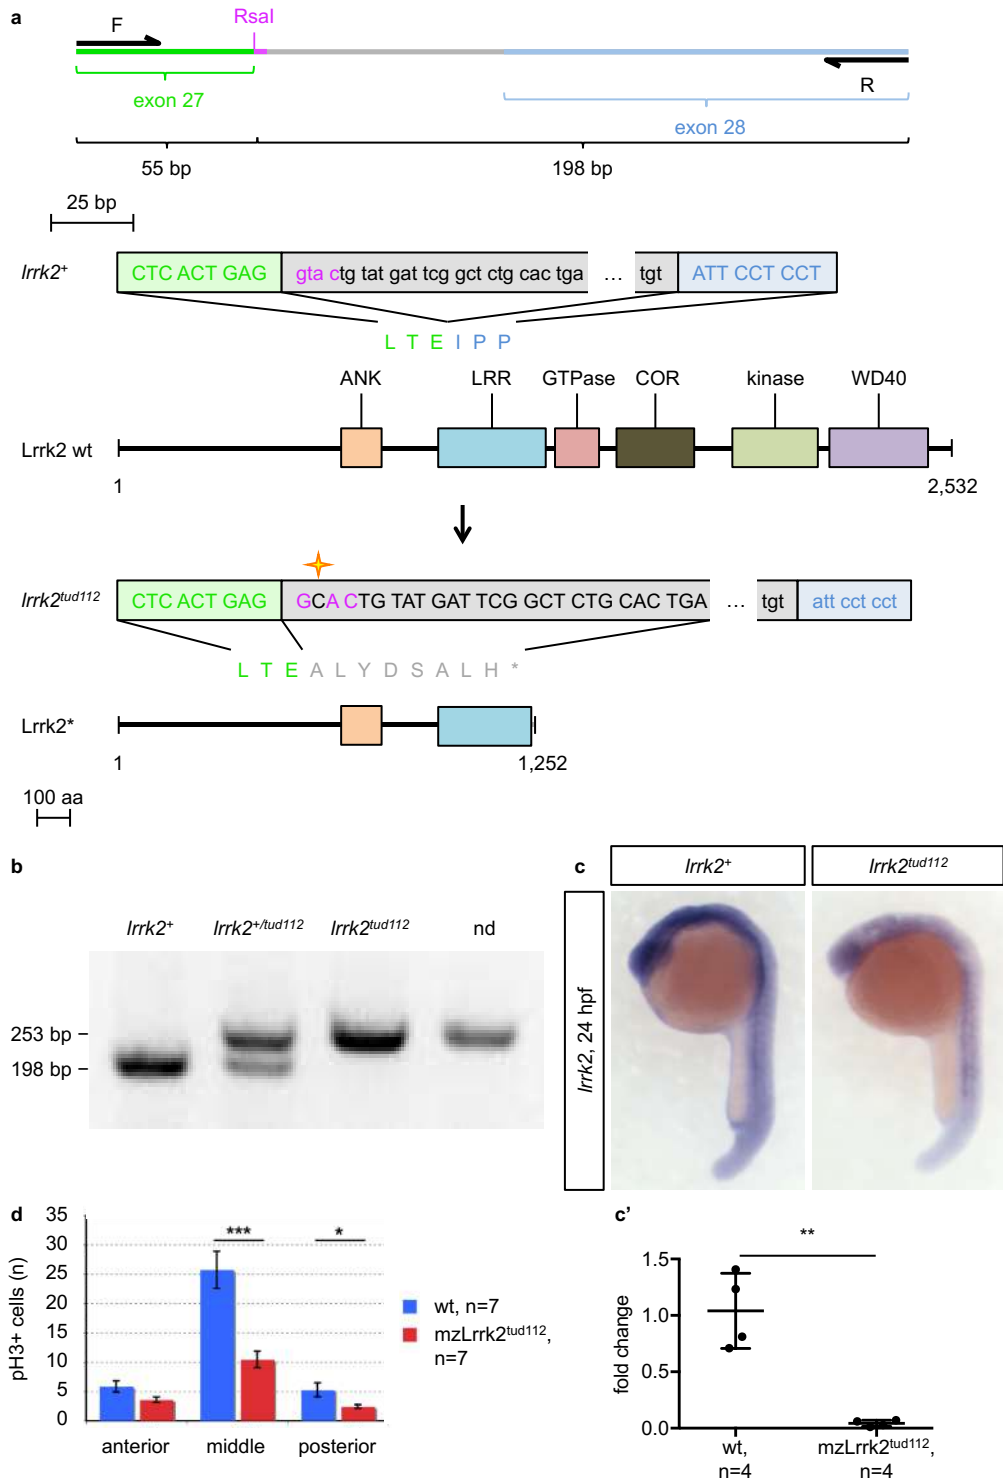 a
F
RsaI
R
exon 27
exon 28
55 bp
198 bp
25 bp
lrrk2+
CTC ACT GAG
gta ctg tat gat tcg gct ctg cac tga
...
tgt
ATT CCT CCT
L T E I P P
ANK
LRR
GTPase
COR
kinase
WD40
Lrrk2 wt
1
2,532
lrrk2tud112
CTC ACT GAG
GCA CTG TAT GAT TCG GCT CTG CAC TGA
...
tgt
att cct cct
L T E A L Y D S A L H *
Lrrk2*
1
1,252
100 aa
b
lrrk2+
lrrk2+/tud112
lrrk2tud112
nd
253 bp
198 bp
c
lrrk2+
lrrk2tud112
lrrk2, 24 hpf
d
pH3+ cells (n)
35
30
25
20
15
10
5
0
***
*
anterior
middle
posterior
wt, n=7
mzLrrk2tud112,
n=7
c'
fold change
1.5
1.0
0.5
0.0
**
wt,
n=4
mzLrrk2tud112,
n=4